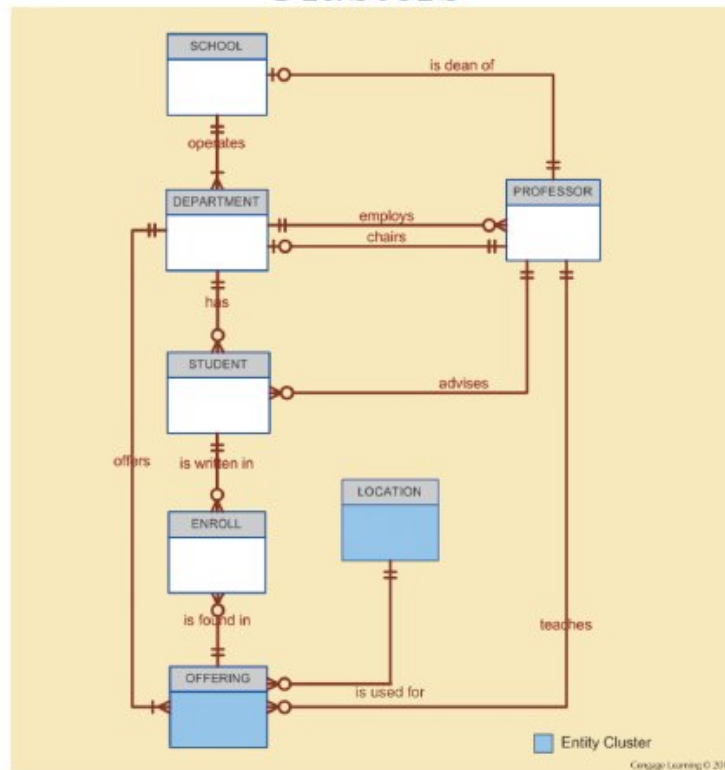 SCHOOL
is dean of
operates
PROFESSOR
DEPARTMENT
employs
chairs
has
STUDENT
advises
offers
is written in
LOCATION
ENROLL
is found in
teaches
OFFERING
is used for
Entity Cluster